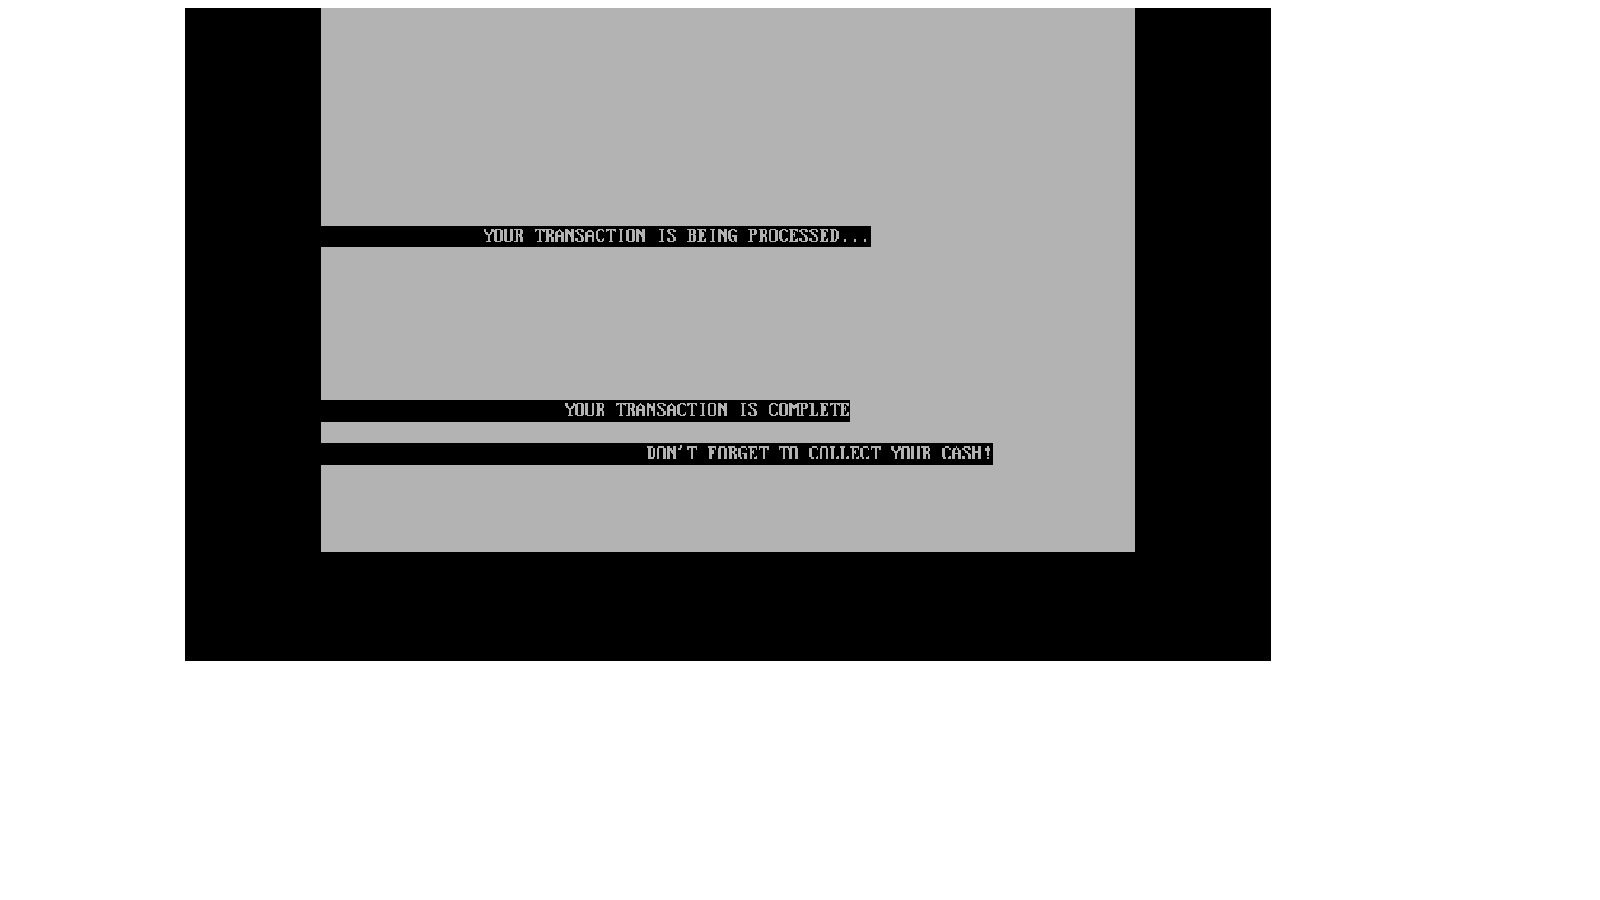 YOUR TRANSACTION IS BEING PROCESSED...
YOUR TRANSACTION IS COMPLETE
DON'T FORGET TO COLLECT YOUR CASH!